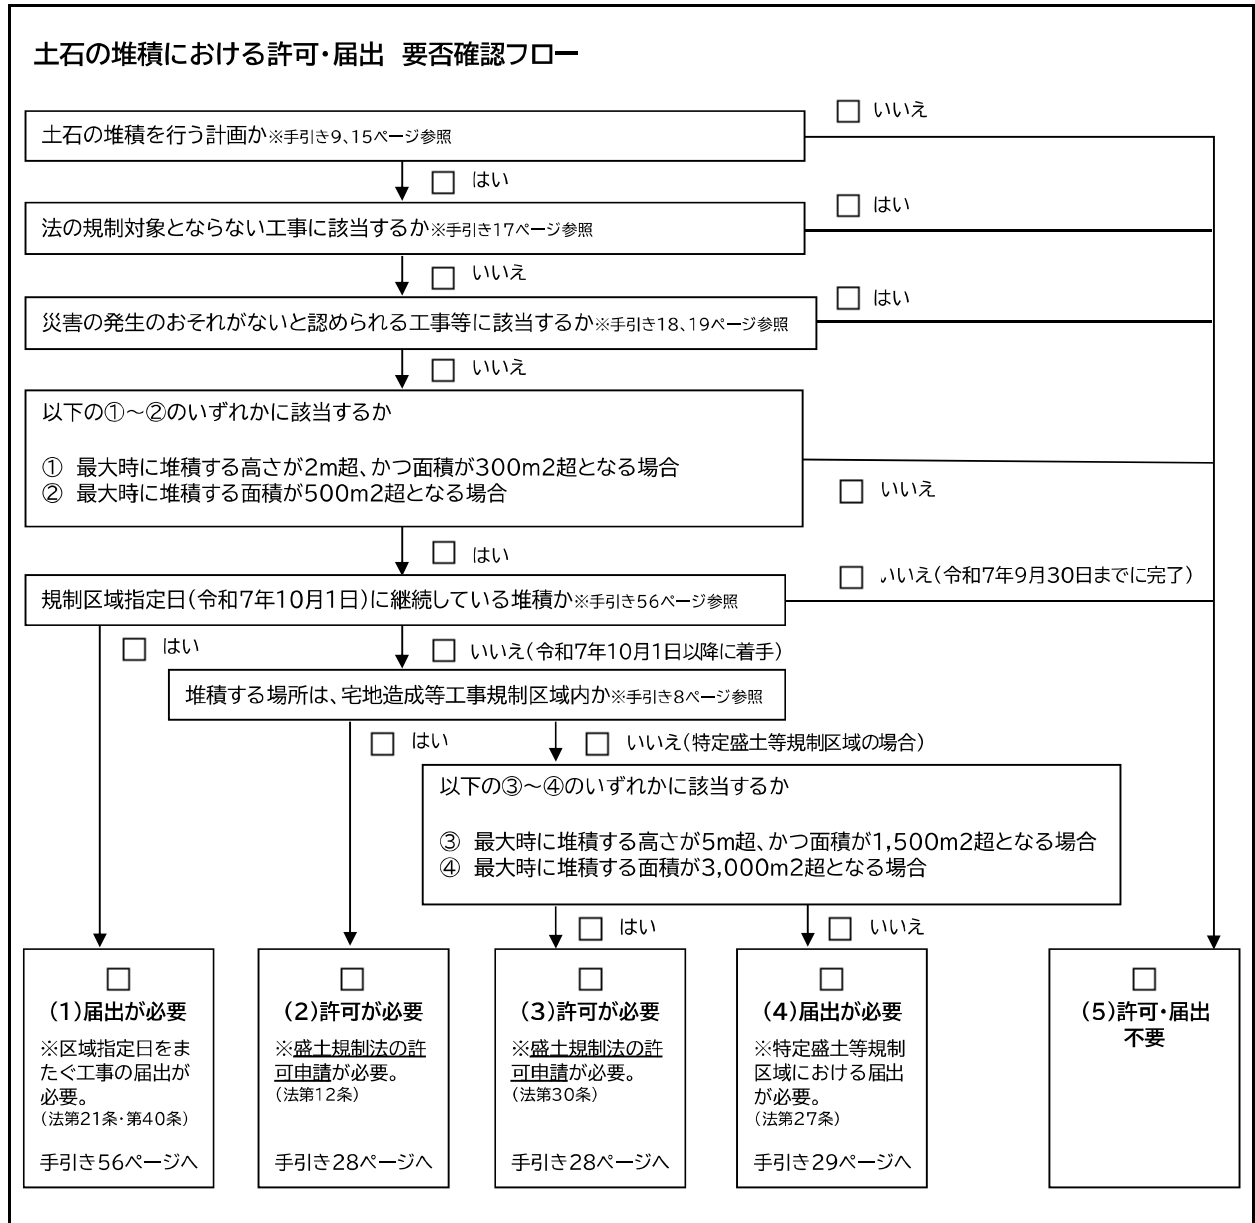 土石の堆積における許可・届出　要否確認フロー
いいえ
土石の堆積を行う計画か※手引き9、15ページ参照
はい
はい
法の規制対象とならない工事に該当するか※手引き17ページ参照
いいえ
はい
災害の発生のおそれがないと認められる工事等に該当するか※手引き18、19ページ参照
いいえ
以下の①～②のいずれかに該当するか
①　最大時に堆積する高さが2m超、かつ面積が300m2超となる場合
②　最大時に堆積する面積が500m2超となる場合
いいえ
はい
いいえ（令和7年9月30日までに完了）
規制区域指定日（令和7年10月1日）に継続している堆積か※手引き56ページ参照
はい
いいえ（令和7年10月1日以降に着手）
堆積する場所は、宅地造成等工事規制区域内か※手引き8ページ参照
はい
いいえ（特定盛土等規制区域の場合）
以下の③～④のいずれかに該当するか
③　最大時に堆積する高さが5m超、かつ面積が1,500m2超となる場合
④　最大時に堆積する面積が3,000m2超となる場合
はい
いいえ
（1）届出が必要
※区域指定日をま
たぐ工事の届出が
必要。
（法第21条・第40条）
手引き56ページへ
（2）許可が必要
※盛土規制法の許
可申請が必要。
（法第12条）
手引き28ページへ
（3）許可が必要
※盛土規制法の許
可申請が必要。
（法第30条）
手引き28ページへ
（4）届出が必要
※特定盛土等規制
区域における届出
が必要。
（法第27条）
手引き29ページへ
（5）許可・届出
不要